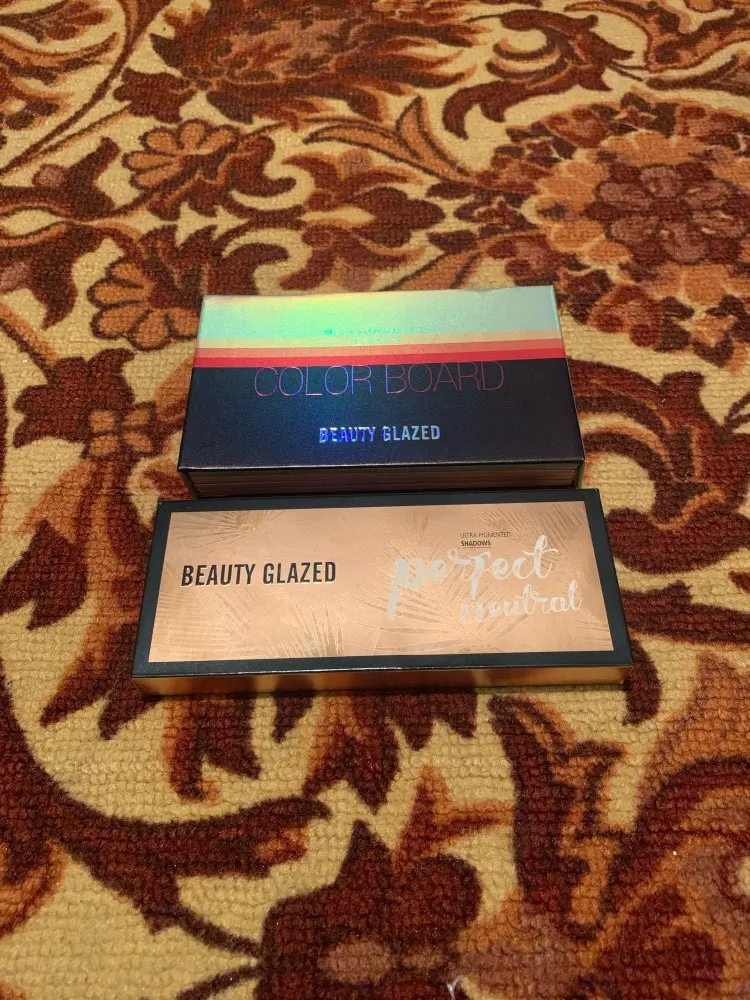 COLOR BOARD
BEAUTY GLAZED
BEAUTY GLAZED
ULTRA PIGMENTED
SHADOWS
perfect
neutral